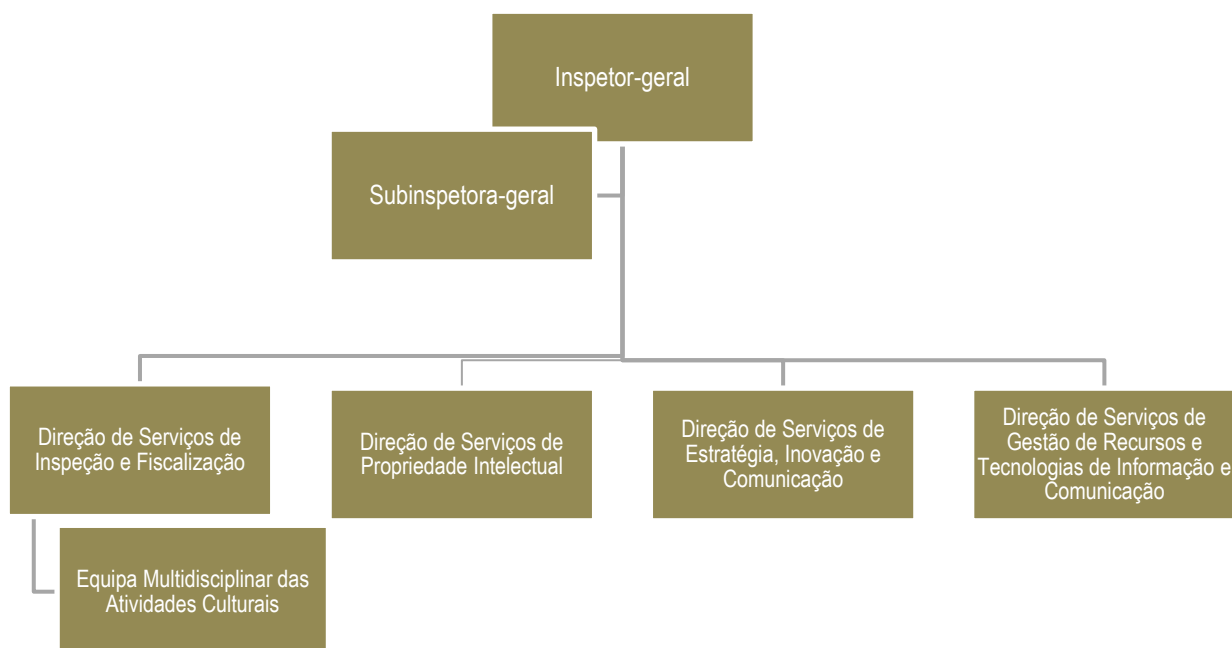 Inspetor-geral
Subinspetora-geral
Direção de Serviços de
Inspeção e Fiscalização
Direção de Serviços de
Propriedade Intelectual
Direção de Serviços de
Estratégia, Inovação e
Comunicação
Direção de Serviços de
Gestão de Recursos e
Tecnologias de Informação e
Comunicação
Equipa Multidisciplinar das
Atividades Culturais